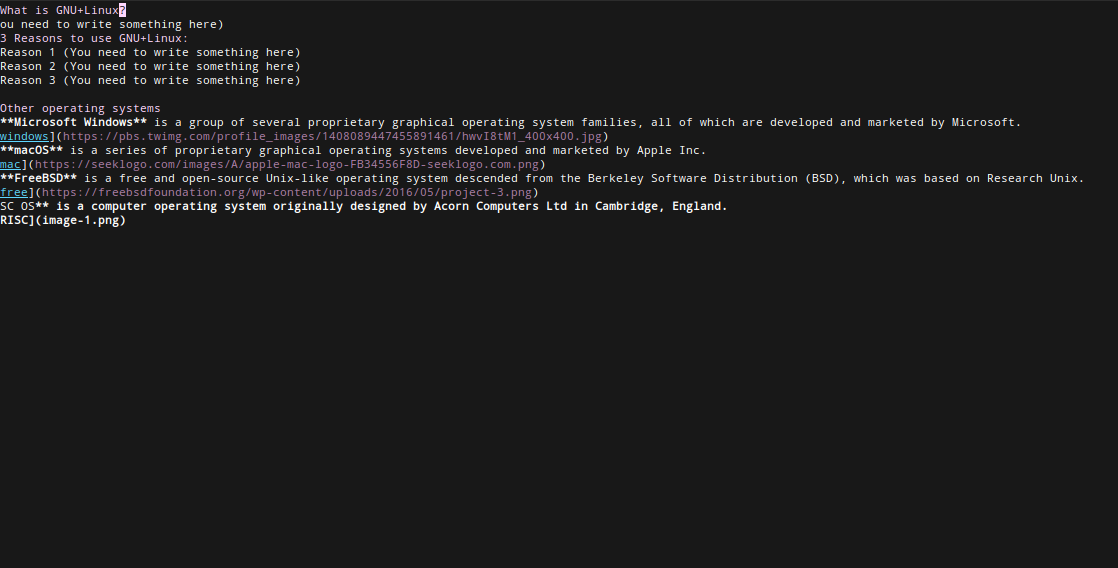 What is GNU+Linux?
ou need to write something here)
3 Reasons to use GNU+Linux:
Reason 1 (You need to write something here)
Reason 2 (You need to write something here)
Reason 3 (You need to write something here)
Other operating systems
**Microsoft Windows** is a group of several proprietary graphical operating system families, all of which are developed and marketed by Microsoft.
windows](https://pbs.twimg.com/profile_images/1408089447455891461/hwvI8tM1_400x400.jpg)
**macOS** is a series of proprietary graphical operating systems developed and marketed by Apple Inc.
mac](https://seeklogo.com/images/A/apple-mac-logo-FB34556F8D-seeklogo.com.png)
**FreeBSD** is a free and open-source Unix-like operating system descended from the Berkeley Software Distribution (BSD), which was based on Research Unix.
free](https://freebsdfoundation.org/wp-content/uploads/2016/05/project-3.png)
SC OS** is a computer operating system originally designed by Acorn Computers Ltd in Cambridge, England.
RISC](image-1.png)